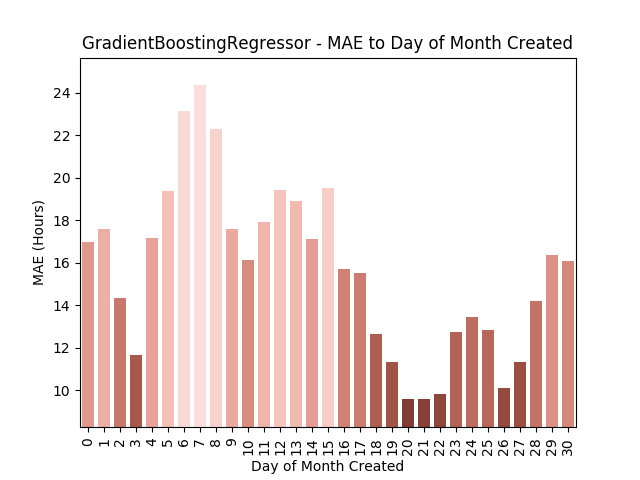 GradientBoostingRegressor - MAE to Day of Month Created
MAE (Hours)
24
22
20
18
16
14
12
10
0 1 2 3 4 5 6 7 8 9 10 11 12 13 14 15 16 17 18 19 20 21 22 23 24 25 26 27 28 29 30
Day of Month Created